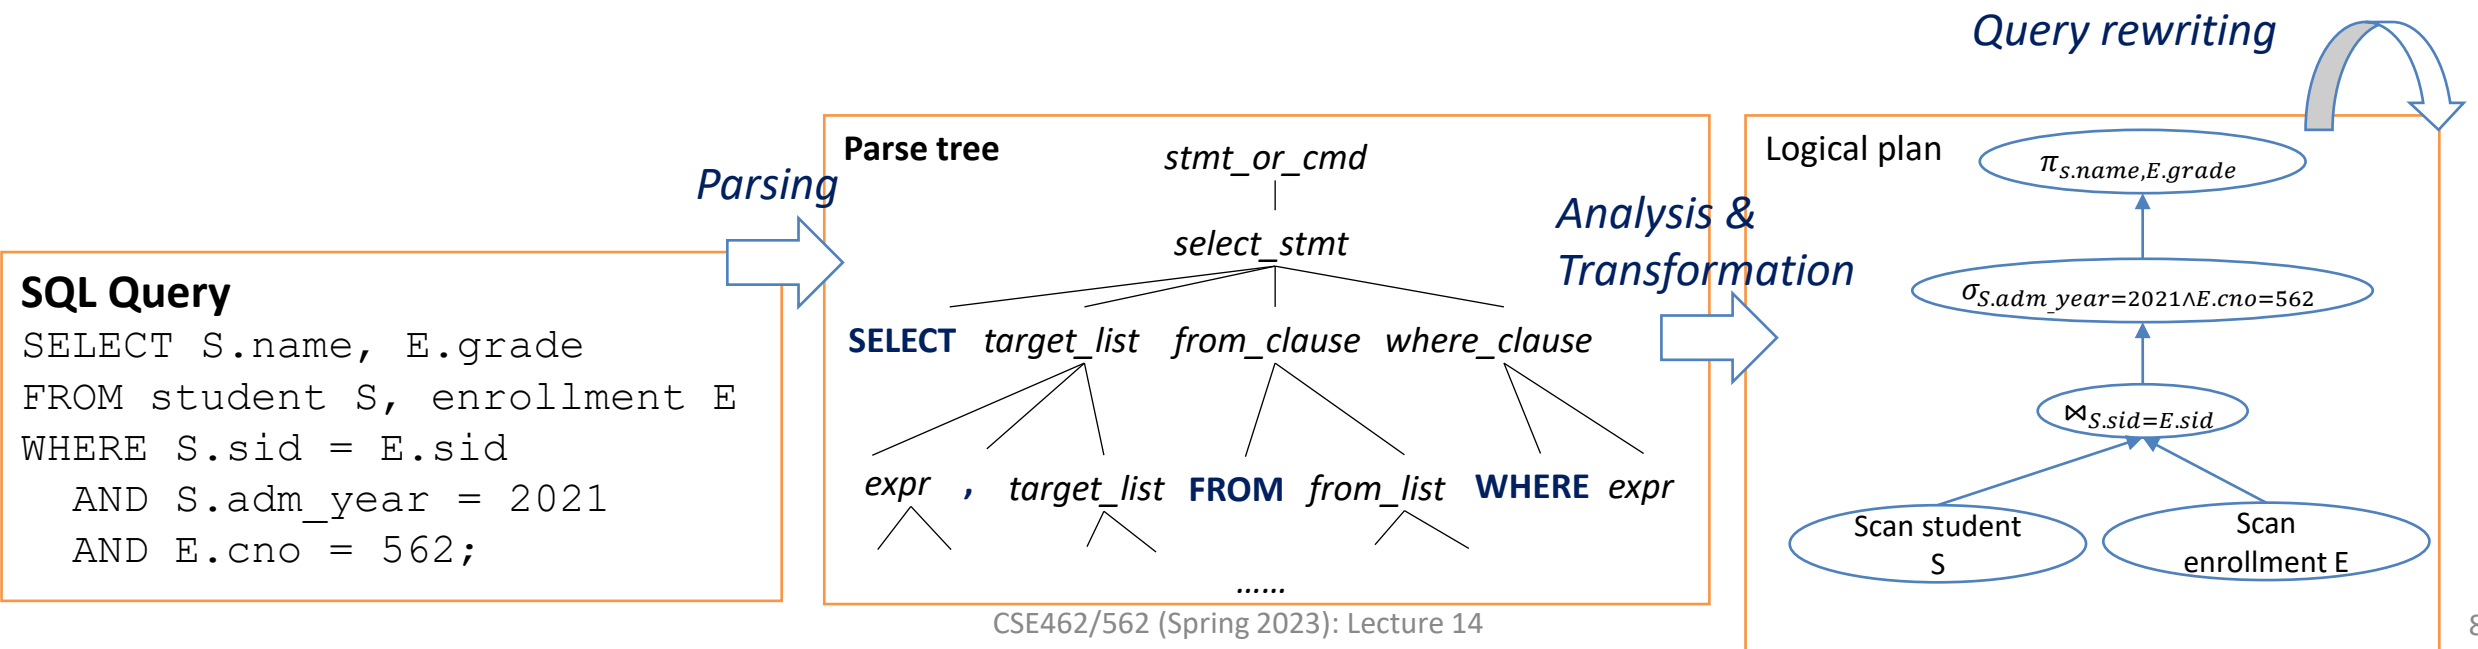 Query rewriting
Parsing
SQL Query
SELECT S.name, E.grade
FROM student S, enrollment E
WHERE S.sid = E.sid
AND S.adm_year = 2021
AND E.cno = 562;
Parse tree
stmt_or_cmd
select_stmt
SELECT target_list from_clause where_clause
expr , target_list FROM from_list WHERE expr
……
Analysis &
Transformation
Logical plan
π s.name,E.grade
σ S.adm_year=2021∧E.cno=562
⋈ S.sid=E.sid
Scan student
S
Scan
enrollment E
CSE462/562 (Spring 2023): Lecture 14